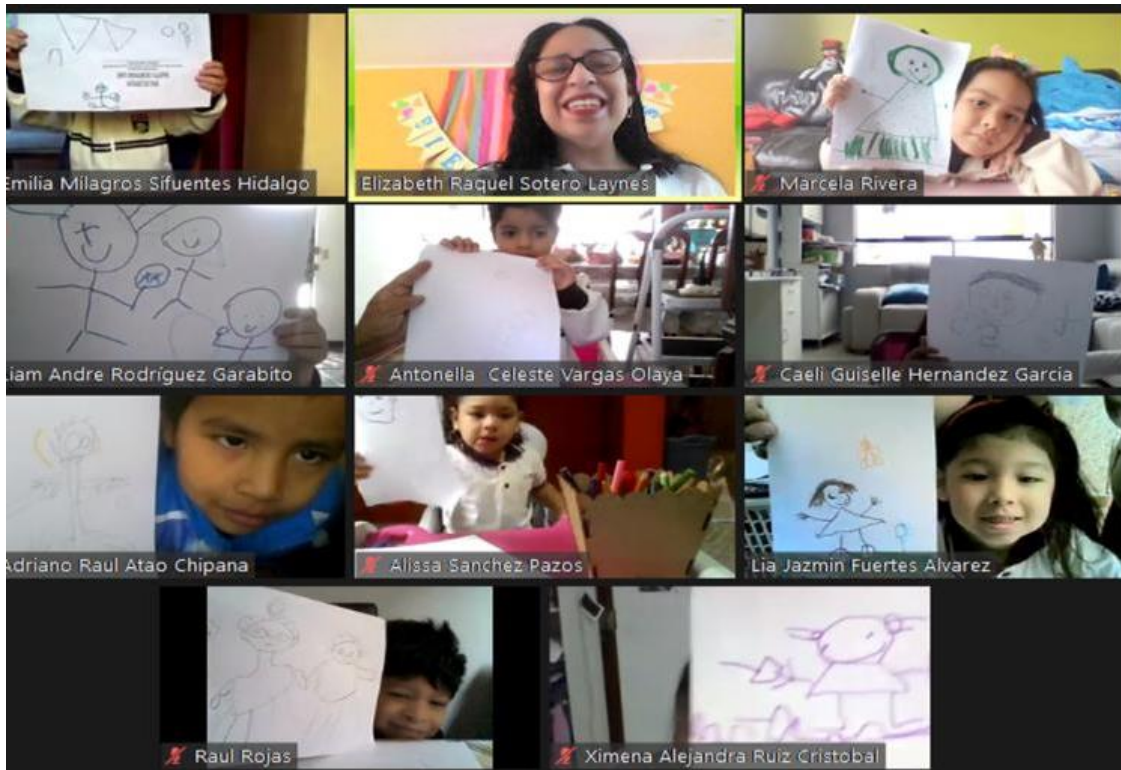 Emilia Milagros Sifuentes Hidalgo
Elizabeth Raquel Sotero Laynes
Marcela Rivera
Liam Andre Rodríguez Garabito
Antonella Celeste Vargas Olaya
Caeli Guiselle Hernandez Garcia
Adriano Raul Atao Chipana
Alissa Sanchez Pazos
Lia Jazmin Fuertes Alvarez
Raul Rojas
Ximena Alejandra Ruiz Cristobal